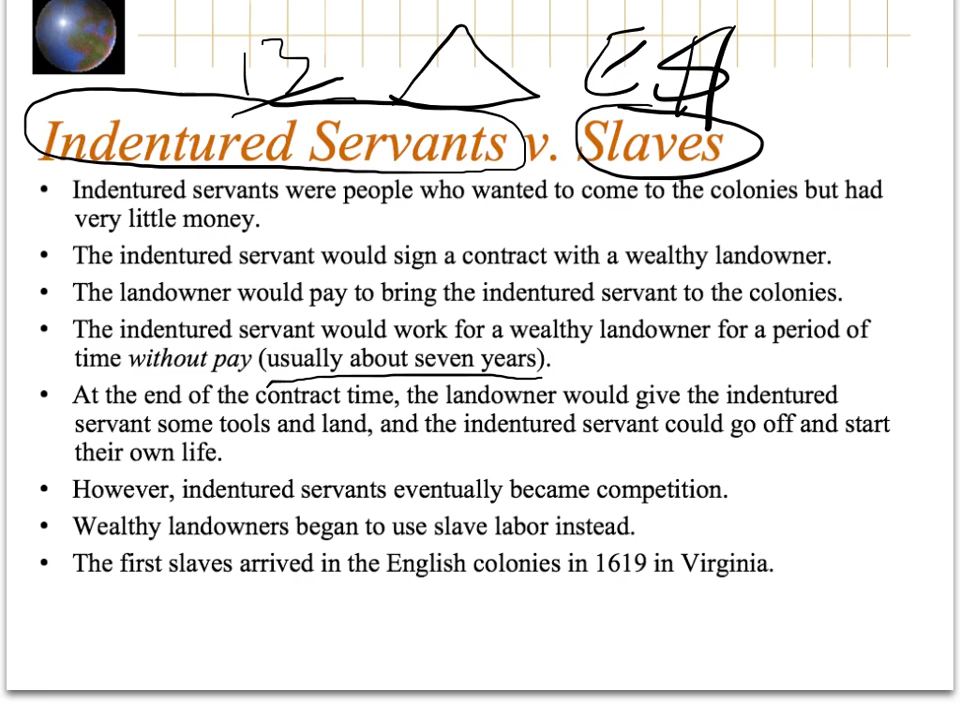 Indentured Servants v. Slaves
• Indentured servants were people who wanted to come to the colonies but had
very little money.
• The indentured servant would sign a contract with a wealthy landowner.
• The landowner would pay to bring the indentured servant to the colonies.
• The indentured servant would work for a wealthy landowner for a period of
time without pay (usually about seven years).
• At the end of the contract time, the landowner would give the indentured
servant some tools and land, and the indentured servant could go off and start
their own life.
• However, indentured servants eventually became competition.
• Wealthy landowners began to use slave labor instead.
• The first slaves arrived in the English colonies in 1619 in Virginia.